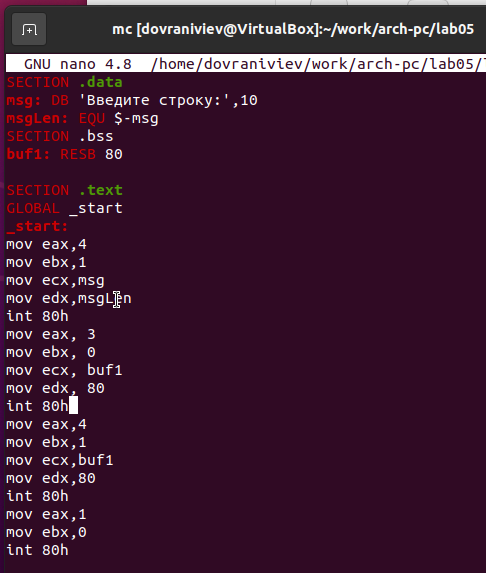 mc [dovraniviev@VirtualBox]:~/work/arch-pc/lab05
GNU nano 4.8 /home/dovraniviev/work/arch-pc/lab05/
SECTION .data
msg: DB 'Введите строку:',10
msgLen: EQU $-msg
SECTION .bss
buf1: RESB 80
SECTION .text
GLOBAL _start
_start:
mov eax,4
mov ebx,1
mov ecx,msg
mov edx,msgLen
int 80h
mov eax, 3
mov ebx, 0
mov ecx, buf1
mov edx, 80
int 80h
mov eax,4
mov ebx,1
mov ecx,buf1
mov edx,80
int 80h
mov eax,1
mov ebx,0
int 80h